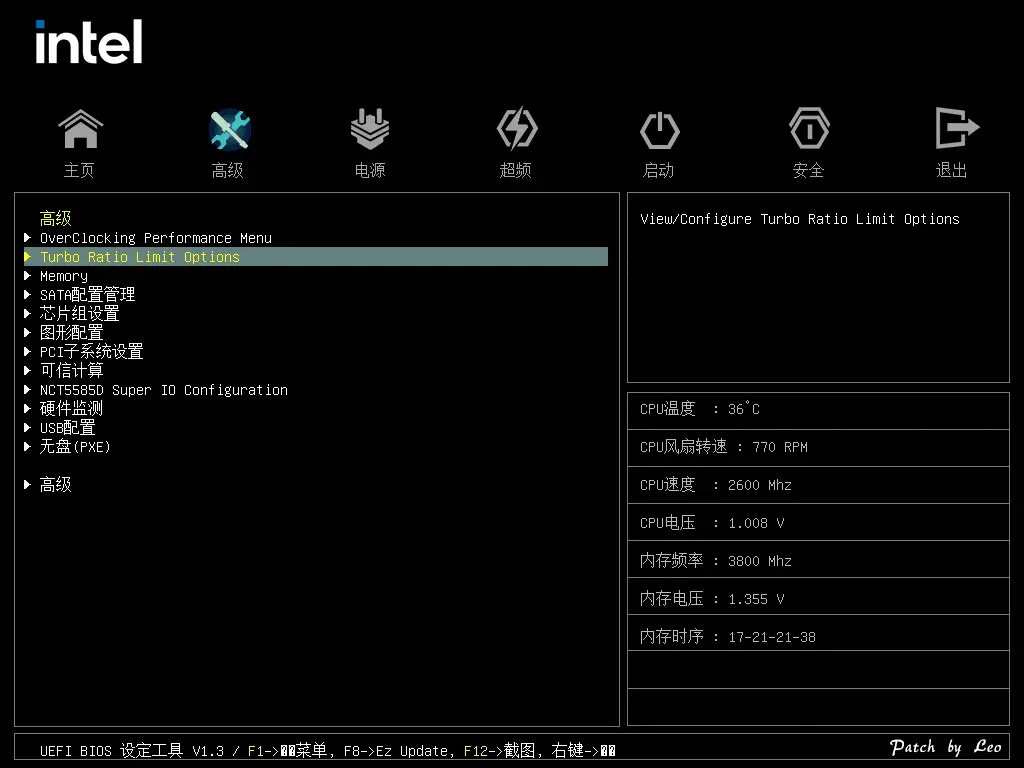 intel
主页 高级 电源 超频 启动 安全 退出
高级
OverClocking Performance Menu
Turbo Ratio Limit Options
Memory
SATA配置管理
芯片组设置
图形配置
PCI子系统设置
可信计算
NCT5585D Super IO Configuration
硬件监测
USB配置
无盘(PXE)
高级
View/Configure Turbo Ratio Limit Options
CPU温度 : 36°C
CPU风扇转速 : 770 RPM
CPU速度 : 2600 Mhz
CPU电压 : 1.008 V
内存频率 : 3800 Mhz
内存电压 : 1.355 V
内存时序 : 17-21-21-38
UEFI BIOS 设定工具 V1.3 / F1->菜单, F8->Ez Update, F12->截图, 右键->
Patch by Leo